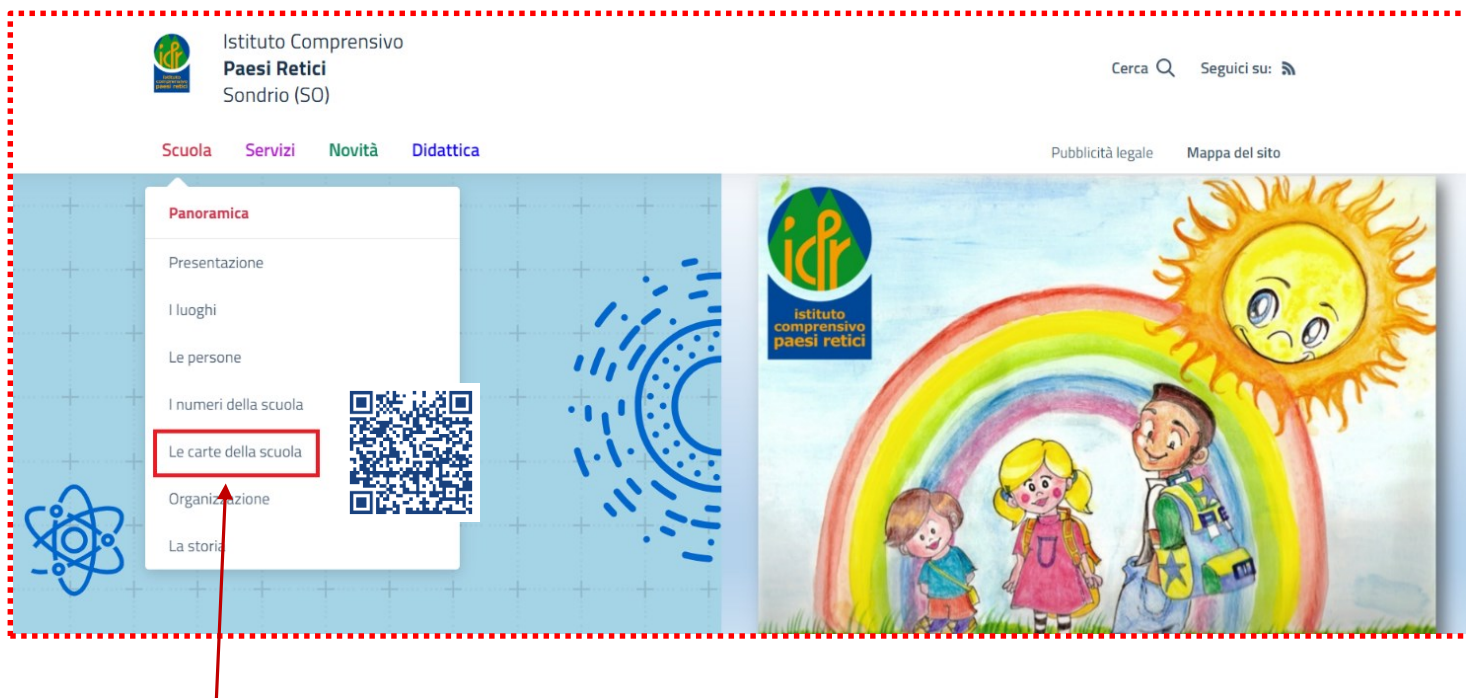 Istituto Comprensivo
Paesi Retici
Sondrio (SO)
Cerca
Seguici su:
Scuola
Servizi
Novità
Didattica
Pubblicità legale
Mappa del sito
Panoramica
Presentazione
I luoghi
Le persone
I numeri della scuola
Le carte della scuola
Organizzazione
La storia
icpr
istituto
comprensivo
paesi retici